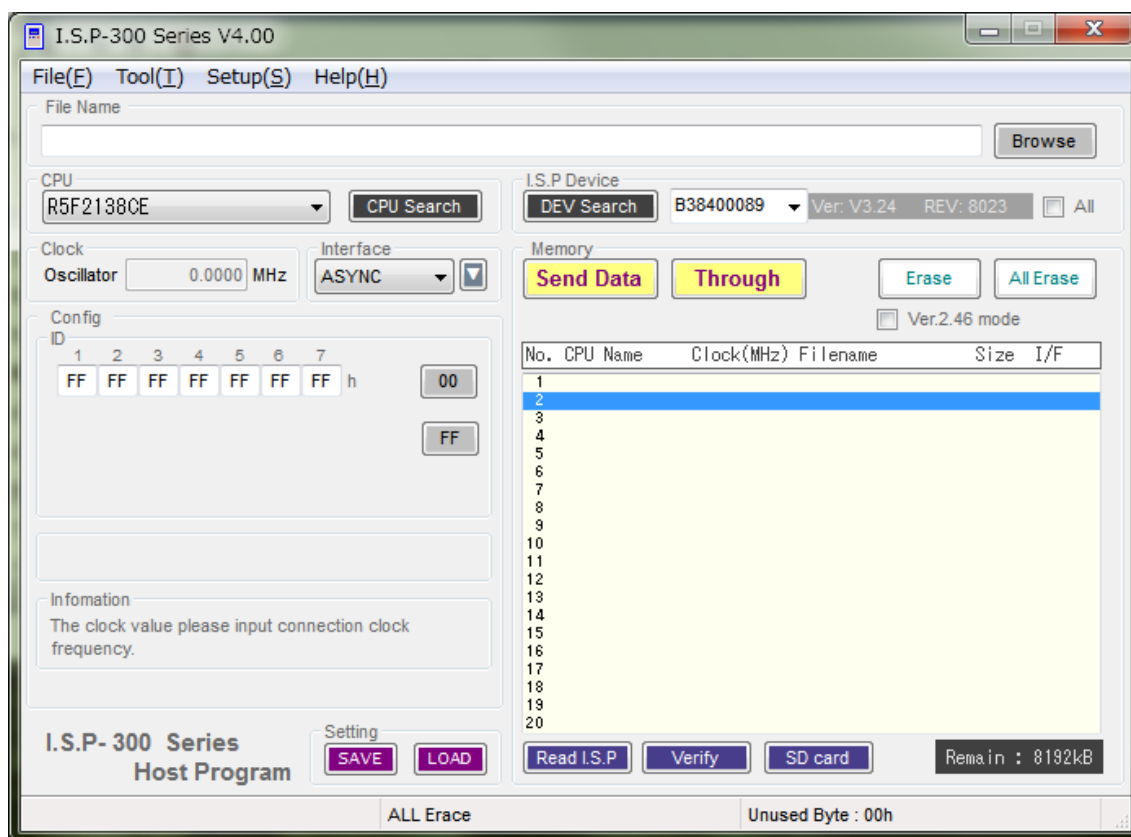 I.S.P-300 Series V4.00
File(F) Tool(T) Setup(S) Help(H)
File Name
Browse
CPU
R5F2138CE
CPU Search
I.S.P Device
DEV Search
B38400089
Ver: V3.24 REV: 8023
All
Clock
Oscillator 0.0000 MHz
Interface
ASYNC
Memory
Send Data
Through
Erase
All Erase
Ver.2.46 mode
Config
ID
1 2 3 4 5 6 7
FF FF FF FF FF FF FF h
00
FF
No. CPU Name Clock(MHz) Filename Size I/F
1
2
3
4
5
6
7
8
9
10
11
12
13
14
15
16
17
18
19
20
Infomation
The clock value please input connection clock
frequency.
I.S.P- 300 Series
Host Program
Setting
SAVE
LOAD
Read I.S.P
Verify
SD card
Remain : 8192kB
ALL Erace
Unused Byte : 00h